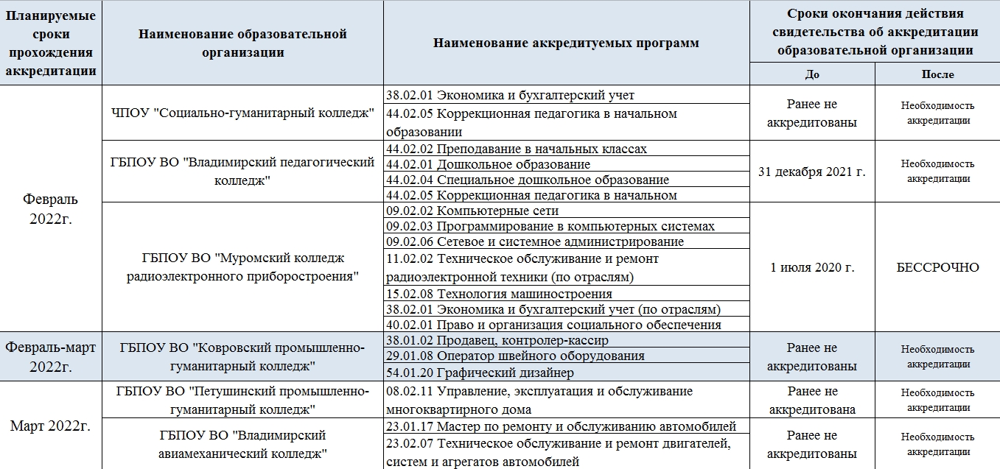 Планируемые
сроки
прохождения
аккредитации
Наименование образовательной
организации
Наименование аккредитуемых программ
Сроки окончания действия
свидетельства об аккредитации
образовательной организации
До
После
Февраль
2022г.
ЧПОУ "Социально-гуманитарный колледж"
38.02.01 Экономика и бухгалтерский учет
44.02.05 Коррекционная педагогика в начальном
образовании
Ранее не
аккредитованы
Необходимость
аккредитации
ГБПОУ ВО "Владимирский педагогический
колледж"
44.02.02 Преподавание в начальных классах
44.02.01 Дошкольное образование
44.02.04 Специальное дошкольное образование
44.02.05 Коррекционная педагогика в начальном
31 декабря 2021 г.
Необходимость
аккредитации
ГБПОУ ВО "Муромский колледж
радиоэлектронного приборостроения"
09.02.02 Компьютерные сети
09.02.03 Программирование в компьютерных системах
09.02.06 Сетевое и системное администрирование
11.02.02 Техническое обслуживание и ремонт
радиоэлектронной техники (по отраслям)
15.02.08 Технология машиностроения
38.02.01 Экономика и бухгалтерский учет (по отраслям)
40.02.01 Право и организация социального обеспечения
1 июля 2020 г.
БЕССРОЧНО
Февраль-март
2022г.
ГБПОУ ВО "Ковровский промышленно-
гуманитарный колледж"
38.01.02 Продавец, контролер-кассир
29.01.08 Оператор швейного оборудования
54.01.20 Графический дизайнер
Ранее не
аккредитованы
Необходимость
аккредитации
Март 2022г.
ГБПОУ ВО "Петушинский промышленно-
гуманитарный колледж"
08.02.11 Управление, эксплуатация и обслуживание
многоквартирного дома
Ранее не
аккредитована
Необходимость
аккредитации
ГБПОУ ВО "Владимирский
авиамеханический колледж"
23.01.17 Мастер по ремонту и обслуживанию автомобилей
23.02.07 Техническое обслуживание и ремонт двигателей,
систем и агрегатов автомобилей
Ранее не
аккредитованы
Необходимость
аккредитации